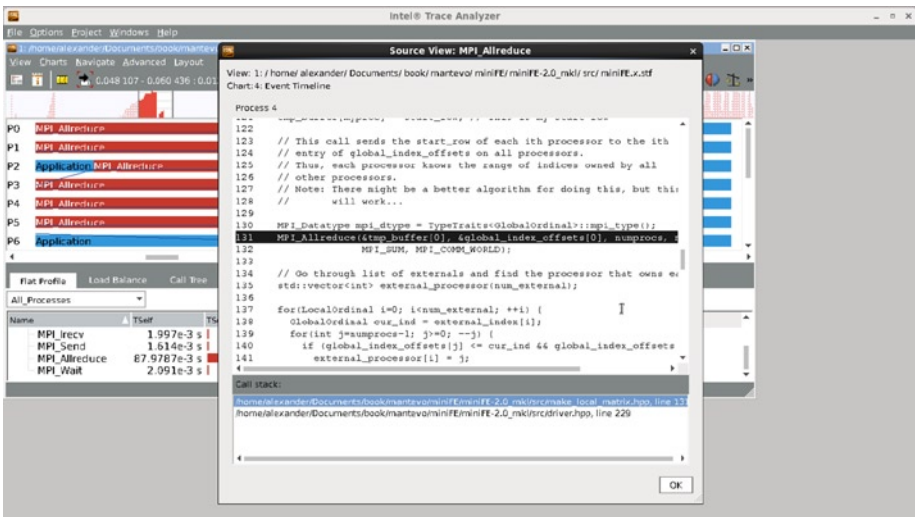 Intel® Trace Analyzer
File Options Project Windows Help
1: /home/alexander/Documents/book/mantev
View Charts Navigate Advanced Layout
0.048 107 - 0.060 436 : 0.01
P0 MPI_Allreduce
P1 MPI_Allreduce
P2 Application MPI_Allreduce
P3 MPI_Allreduce
P4 MPI_Allreduce
P5 MPI_Allreduce
P6 Application
Flat Profile Load Balance Call Tree
All_Processes
Name TSelf
MPI_Irecv 1.997e-3 s
MPI_Send 1.614e-3 s
MPI_Allreduce 87.9787e-3 s
MPI_Wait 2.091e-3 s
Source View: MPI_Allreduce
View: 1: / home/ alexander/ Documents/ book/ mantevo/ miniFE/ miniFE-2.0_mkl/ src/ miniFE.x.stf
Chart: 4: Event Timeline
Process 4
122
123 // This call sends the start_row of each ith processor to the ith
124 // entry of global_index_offsets on all processors.
125 // Thus, each processor knows the range of indices owned by all
126 // other processors.
127 // Note: There might be a better algorithm for doing this, but this
128 // will work...
129
130 MPI_Datatype mpi_dtype = TypeTraits<GlobalOrdinal>::mpi_type();
131 MPI_Allreduce(&tmp_buffer[0], &global_index_offsets[0], numprocs,
132 MPI_SUM, MPI_COMM_WORLD);
133
134 // Go through list of externals and find the processor that owns
135 std::vector<int> external_processor(num_external);
136
137 for(LocalOrdinal i=0; i<num_external; ++i) {
138 GlobalOrdinal cur_ind = external_index[i];
139 for(int j=numprocs-1; j>=0; --j) {
140 if (global_index_offsets[j] <= cur_ind && global_index_offsets
141 external_processor[i] = j;
Call stack:
/home/alexander/Documents/book/mantevo/miniFE/miniFE-2.0_mkl/src/make_local_matrix.hpp, line 131
/home/alexander/Documents/book/mantevo/miniFE/miniFE-2.0_mkl/src/driver.hpp, line 229
OK